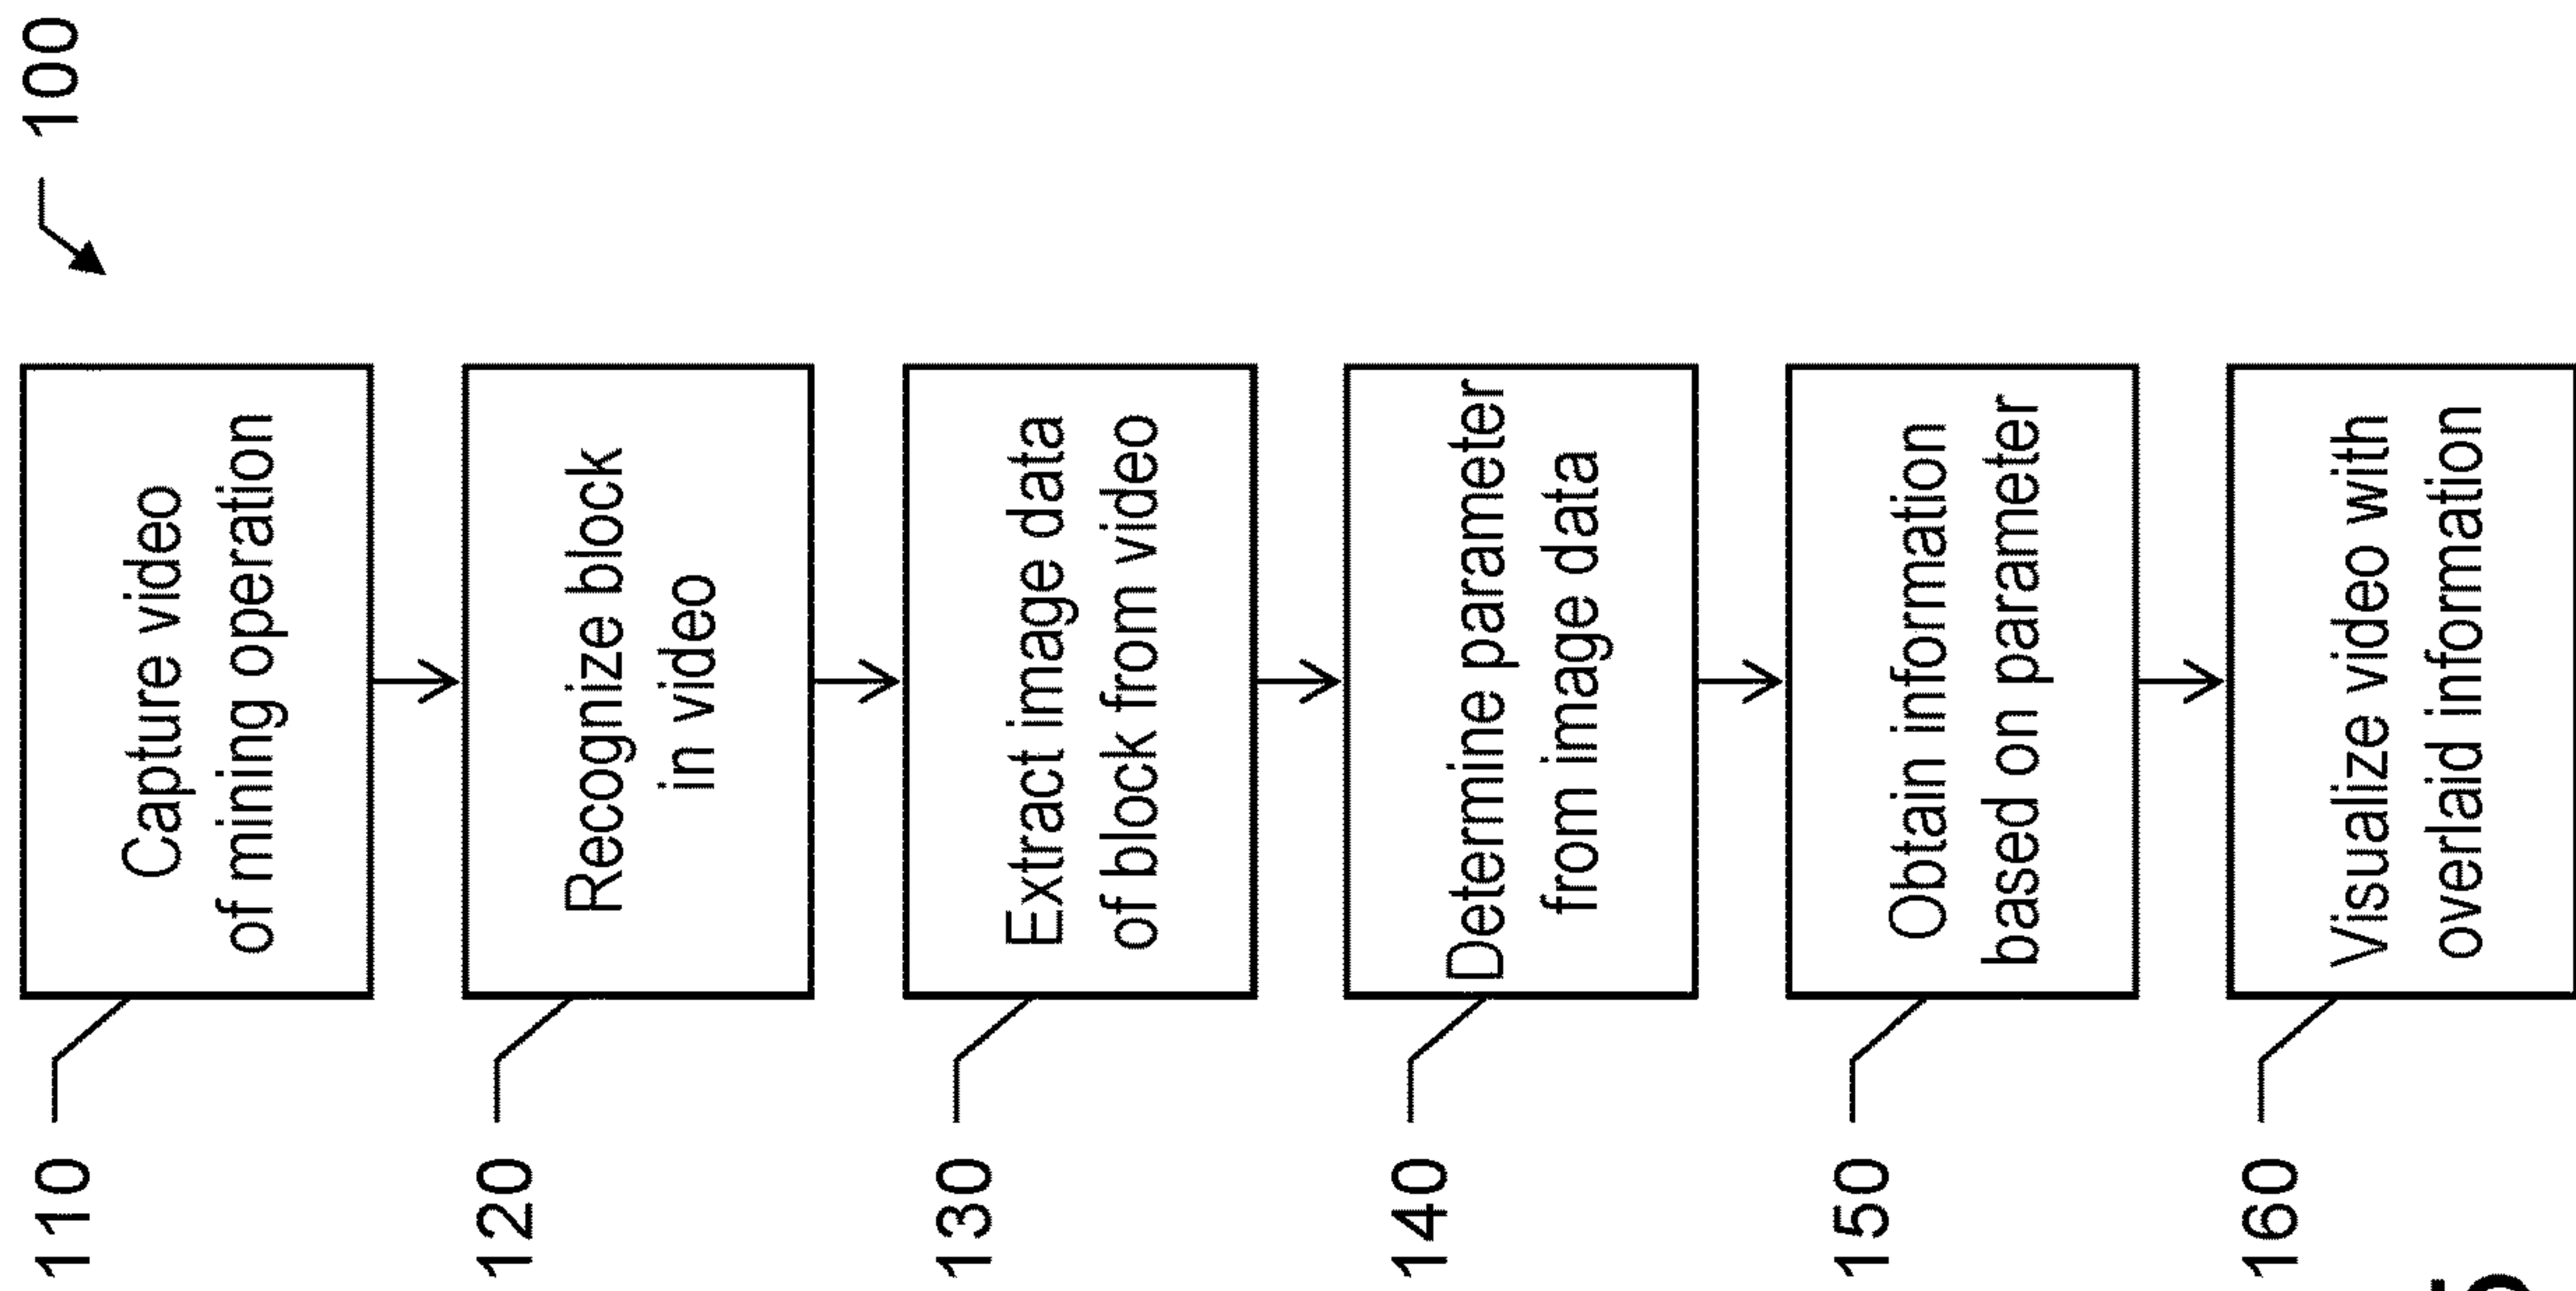 100
110
Capture video
of mining operation
120
Recognize block
in video
130
Extract image data
of block from video
140
Determine parameter
from image data
150
Obtain information
based on parameter
160
Visualize video with
overlaid information